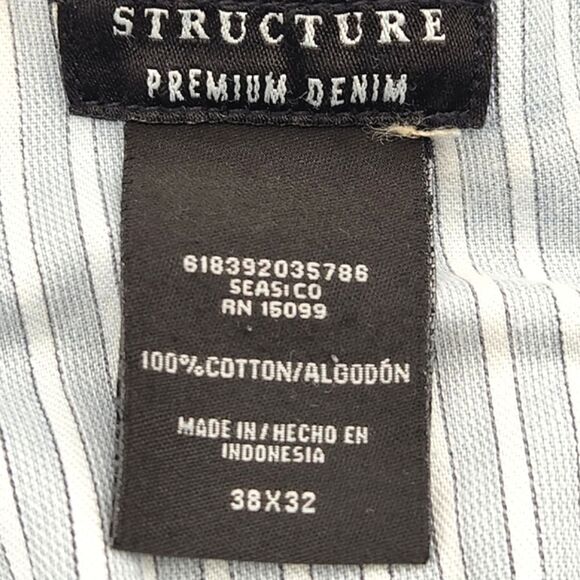 STRUCTURE
PREMIUM DENIM
618392035786
SEASICO
RN 15099
100%COTTON/ALGODÓN
MADE IN/HECHO EN
INDONESIA
38X32